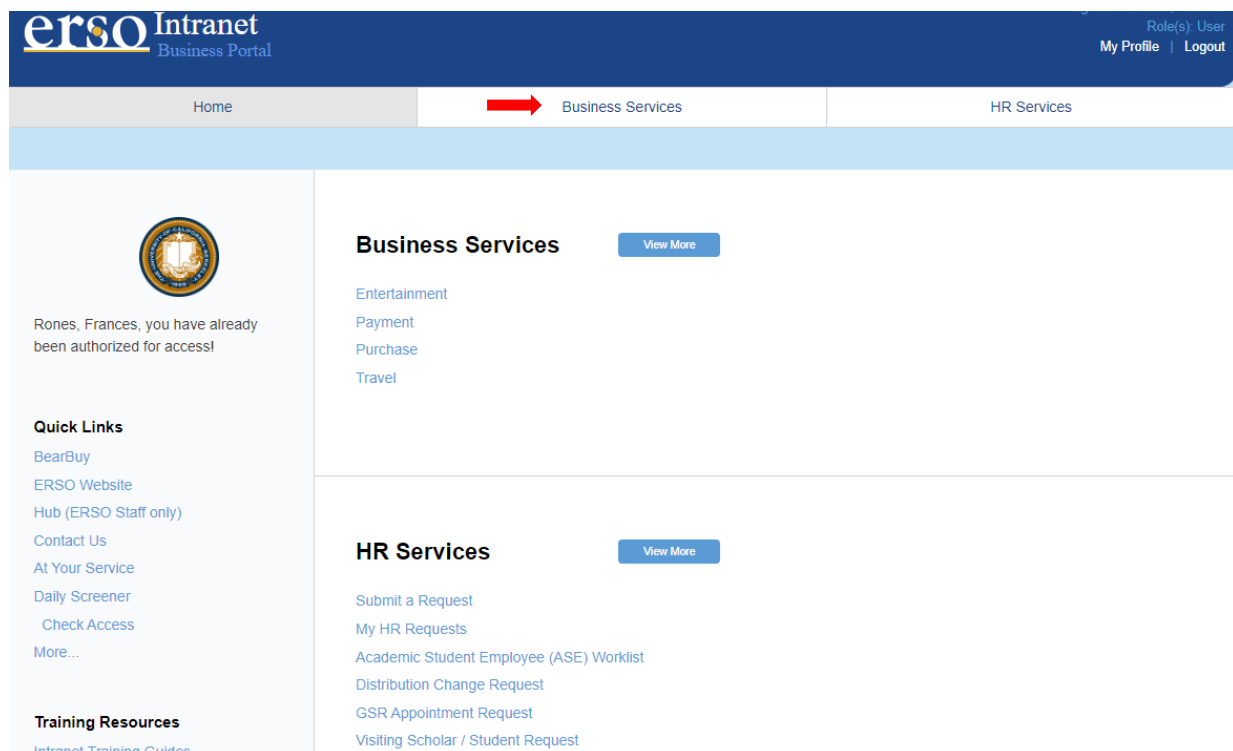 erso Intranet
Business Portal
Role(s): User
My Profile | Logout
Home
Business Services
HR Services
Rones, Frances, you have already
been authorized for access!
Quick Links
BearBuy
ERSO Website
Hub (ERSO Staff only)
Contact Us
At Your Service
Daily Screener
Check Access
More...
Training Resources
Intranet Training Guides
Business Services
View More
Entertainment
Payment
Purchase
Travel
HR Services
View More
Submit a Request
My HR Requests
Academic Student Employee (ASE) Worklist
Distribution Change Request
GSR Appointment Request
Visiting Scholar / Student Request